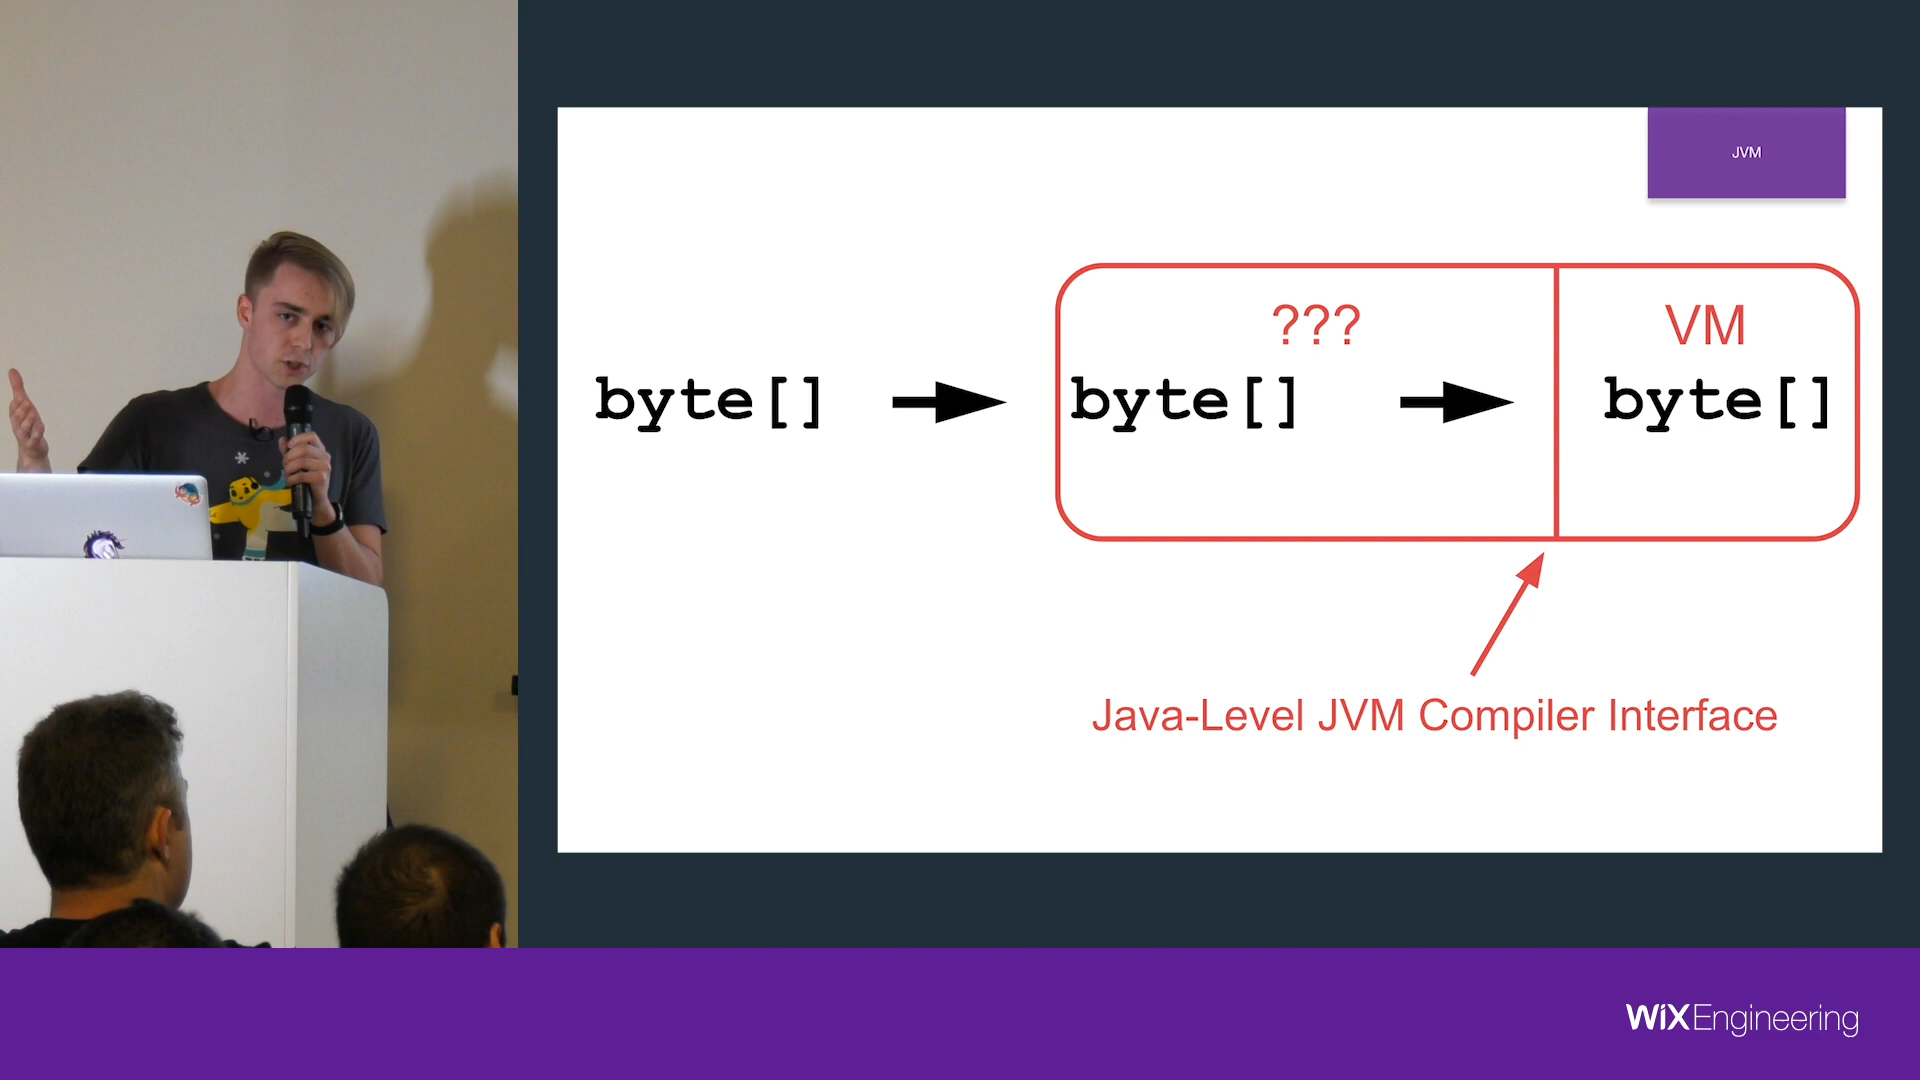 JVM
??? VM
byte[] byte[] byte[]
Java-Level JVM Compiler Interface
WiXEngineering